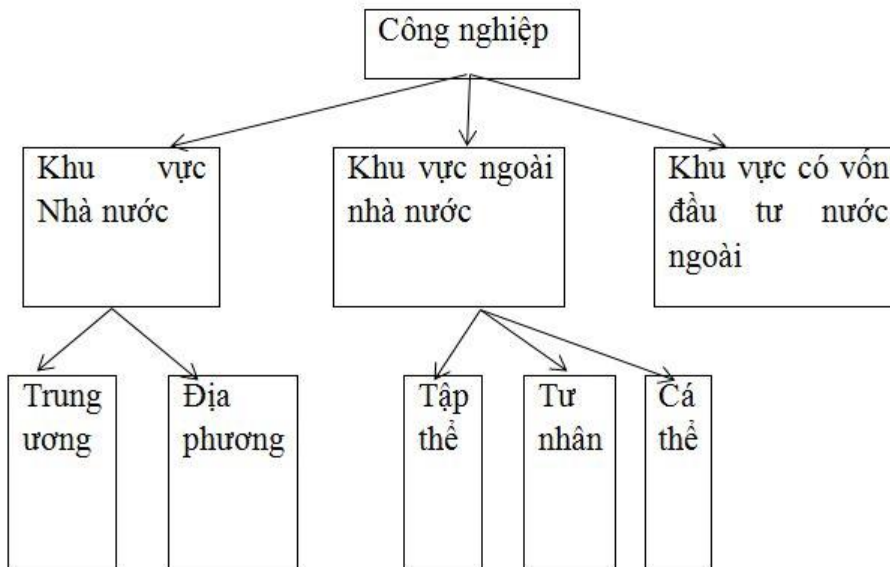 Công nghiệp
Khu vực
Nhà nước
Khu vực ngoài
nhà nước
Khu vực có vốn
đầu tư nước
ngoài
Trung
ương
Địa
phương
Tập
thể
Tư
nhân
Cá
thể